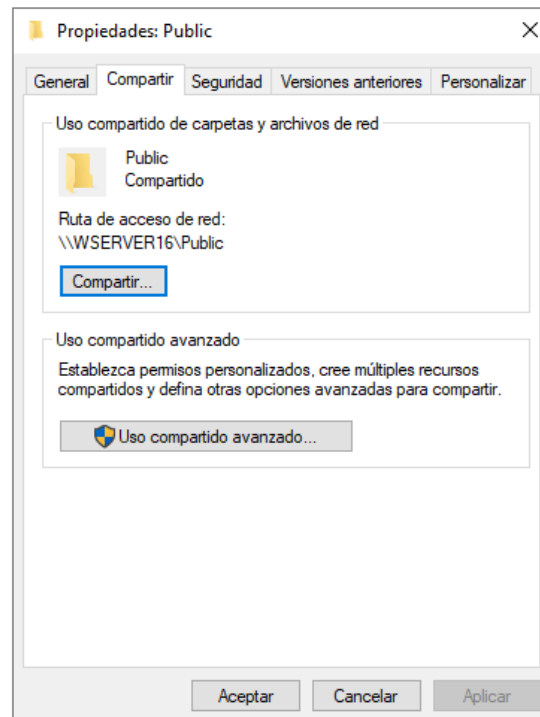 Propiedades: Public
General
Compartir
Seguridad
Versiones anteriores
Personalizar
Uso compartido de carpetas y archivos de red
Public
Compartido
Ruta de acceso de red:
\\WSERVER16\Public
Compartir...
Uso compartido avanzado
Establezca permisos personalizados, cree múltiples recursos
compartidos y defina otras opciones avanzadas para compartir.
Uso compartido avanzado...
Aceptar
Cancelar
Aplicar